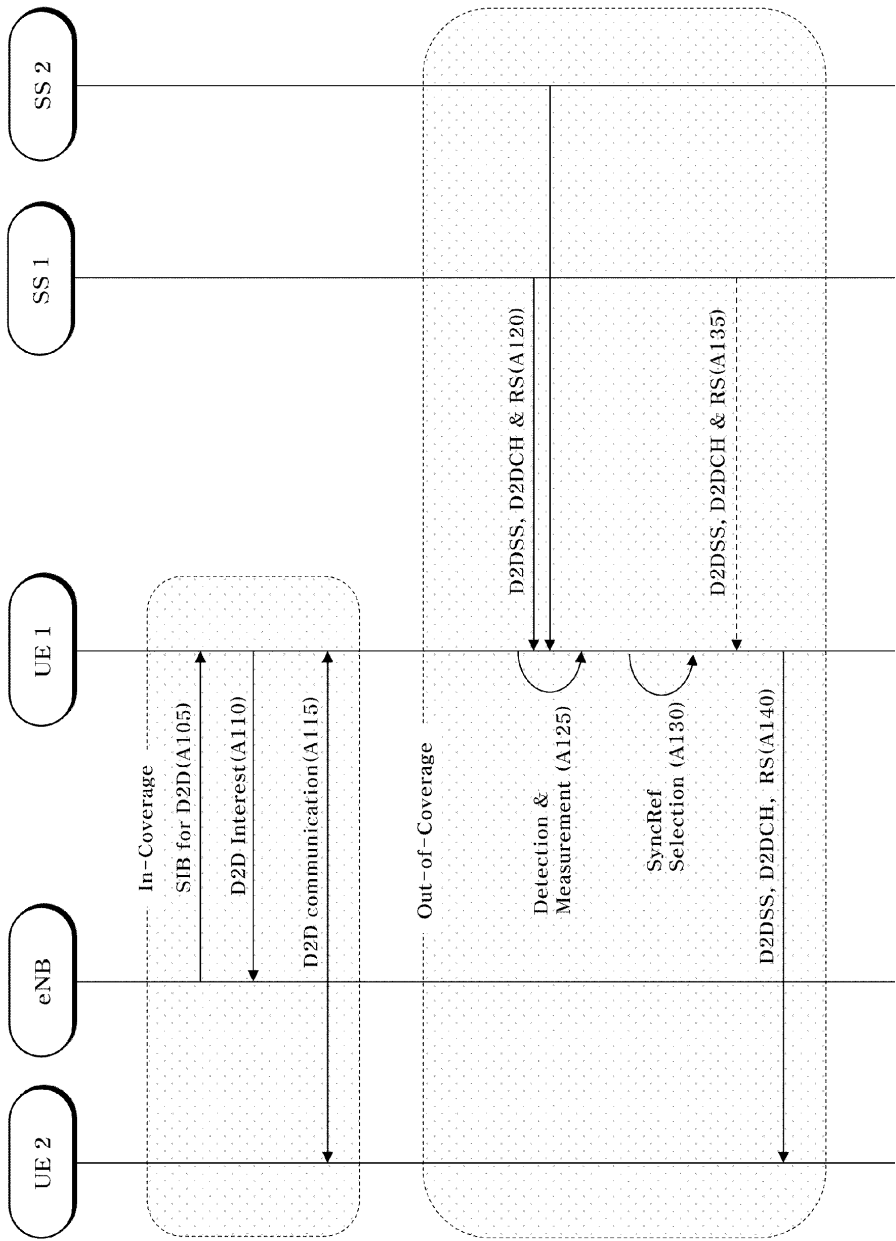 UE 2
eNB
UE 1
SS 1
SS 2
In-Coverage
SIB for D2D(A105)
D2D Interest(A110)
D2D communication(A115)
Out-of-Coverage
D2DSS, D2DCH & RS(A120)
Detection &
Measurement (A125)
SyncRef
Selection (A130)
D2DSS, D2DCH & RS(A135)
D2DSS, D2DCH, RS(A140)